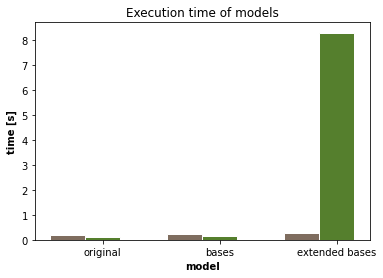 Execution time of models
8
7
6
5
4
3
2
1
0
time [s]
original bases extended bases
model